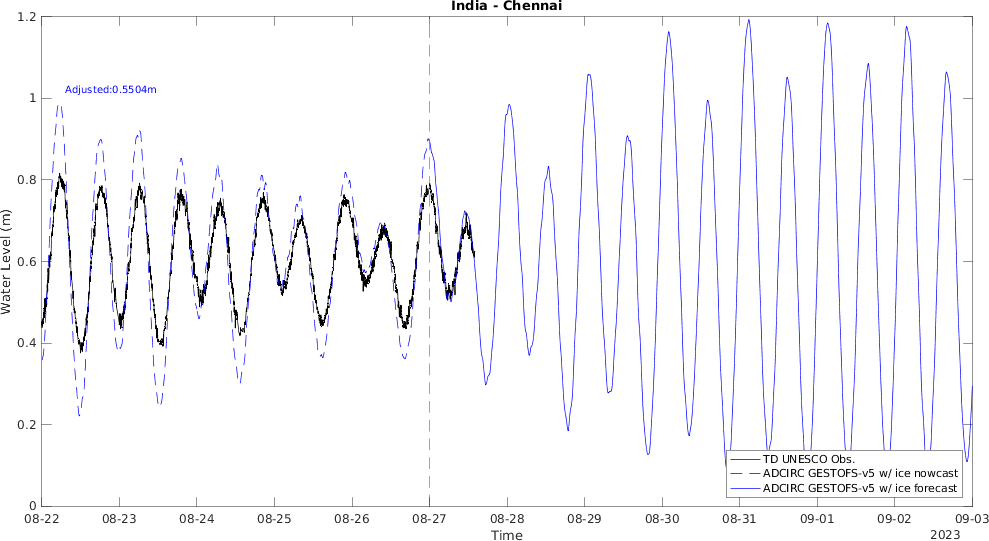 India - Chennai
1.2
1
0.8
0.6
0.4
0.2
0
Water Level (m)
Adjusted:0.5504m
TD UNESCO Obs.
ADCIRC GESTOFS-v5 w/ ice nowcast
ADCIRC GESTOFS-v5 w/ ice forecast
08-22 08-23 08-24 08-25 08-26 08-27 08-28 08-29 08-30 08-31 09-01 09-02 09-03
Time
2023